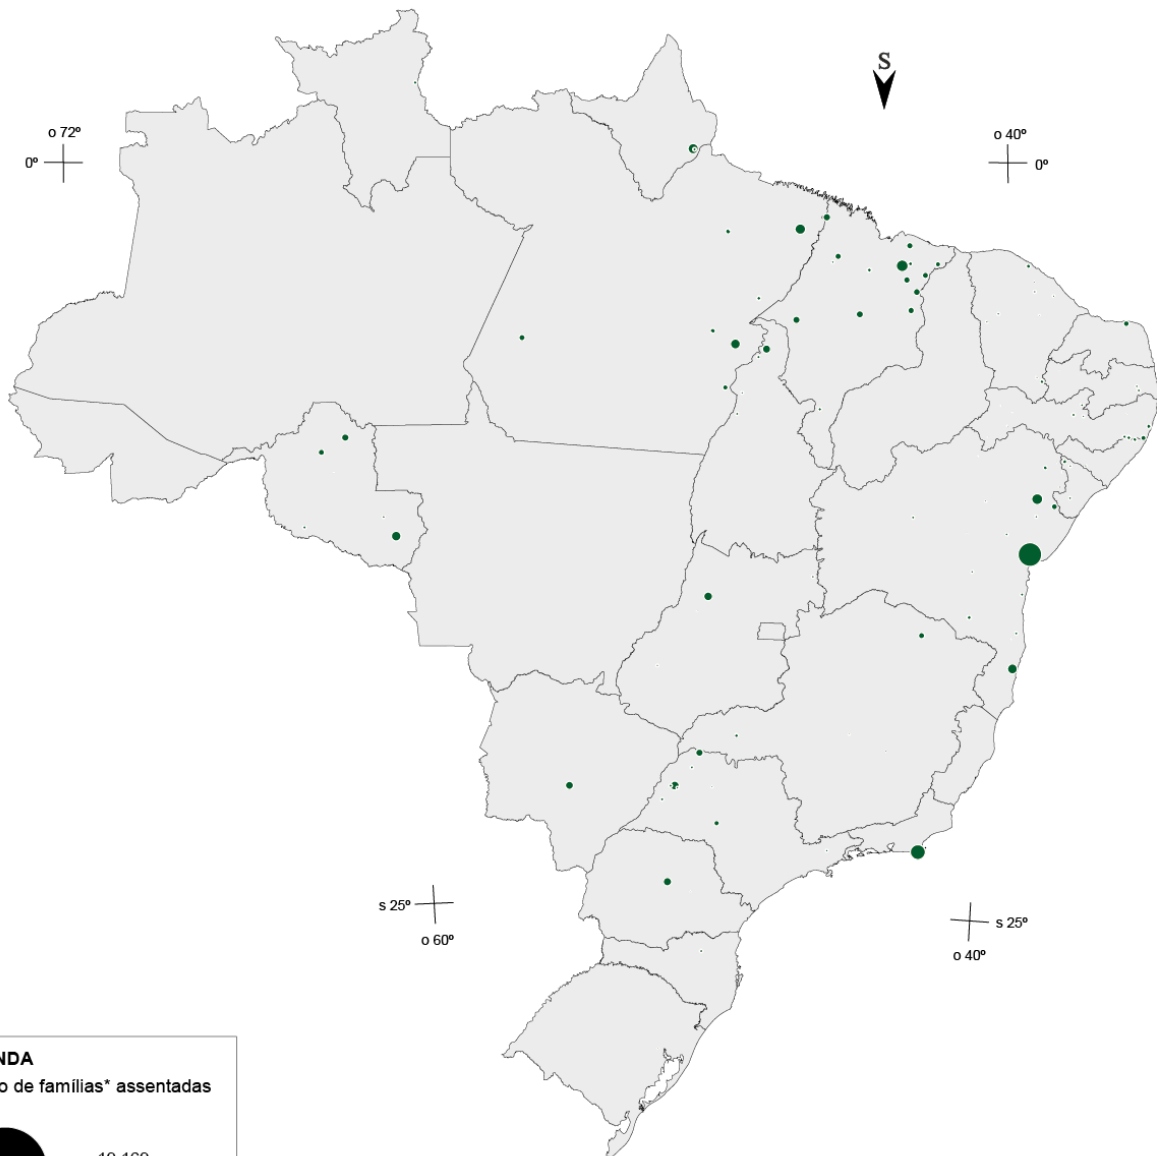 S
o 72º
0º
o 40º
0º
s 25º
o 60º
s 25º
o 40º
NDA
o de famílias* assentadas